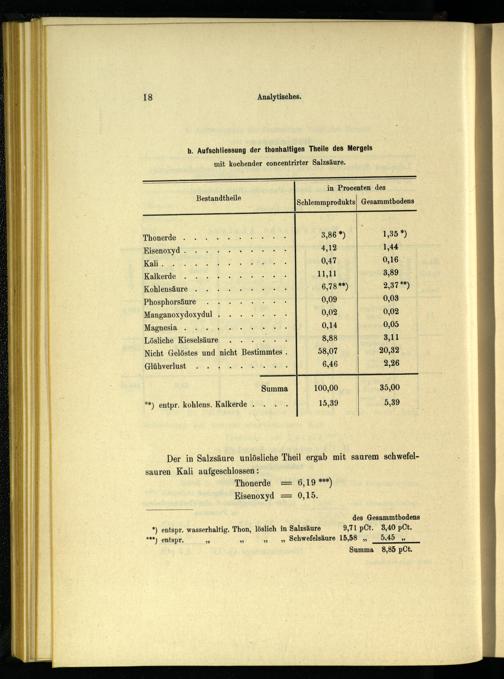 18 Analytisches.
b. Aufschliessung der thonhaltigen Theile des Mergels
mit kochender concentrirter Salzsäure.
Bestandtheile in Procenten des
Schlemmprodukts Gesammtbodens
Thonerde . . . . . . . . . 3,86 *) 1,35 *)
Eisenoxyd . . . . . . . . . 4,12 1,44
Kali . . . . . . . . . . . 0,47 0,16
Kalkerde . . . . . . . . . 11,11 3,89
Kohlensäure . . . . . . . . 6,78 **) 2,37 **)
Phosphorsäure . . . . . . . 0,09 0,03
Manganoxydoxydul . . . . . . 0,02 0,02
Magnesia . . . . . . . . . 0,14 0,05
Lösliche Kieselsäure . . . . . 8,88 3,11
Nicht Gelöstes und nicht Bestimmtes . 58,07 20,32
Glühverlust . . . . . . . . 6,46 2,26
Summa 100,00 35,00
**) entpr. kohlens. Kalkerde . . . . 15,39 5,39
Der in Salzsäure unlösliche Theil ergab mit saurem schwefel-
sauren Kali aufgeschlossen:
Thonerde = 6,19 ***)
Eisenoxyd = 0,15.
des Gesammtbodens
*) entspr. wasserhaltig. Thon, löslich in Salzsäure 9,71 pCt. 3,40 pCt.
***) entspr. „ „ „ „ Schwefelsäure 15,58 „ 5,45 „
Summa 8,85 pCt.